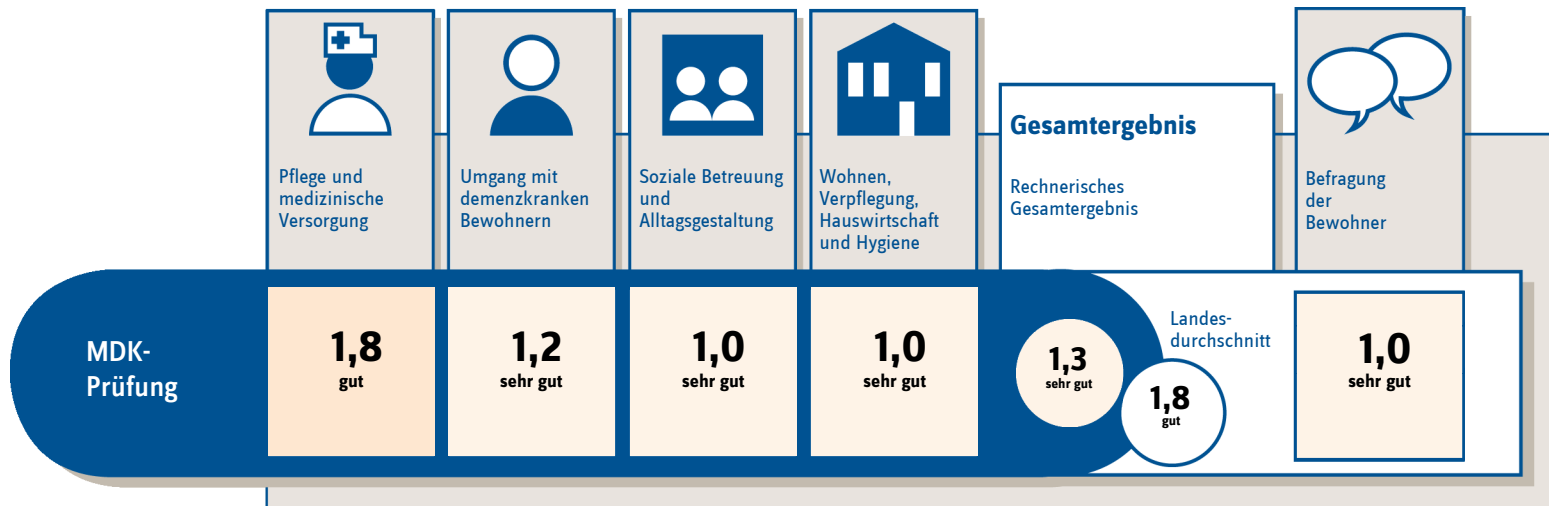 Pflege und
medizinische
Versorgung
Umgang mit
demenzkranken
Bewohnern
Soziale Betreuung
und
Alltagsgestaltung
Wohnen,
Verpflegung,
Hauswirtschaft
und Hygiene
Gesamtergebnis
Rechnerisches
Gesamtergebnis
Befragung
der
Bewohner
MDK-
Prüfung
1,8
gut
1,2
sehr gut
1,0
sehr gut
1,0
sehr gut
1,3
sehr gut
Landes-
durchschnitt
1,8
gut
1,0
sehr gut